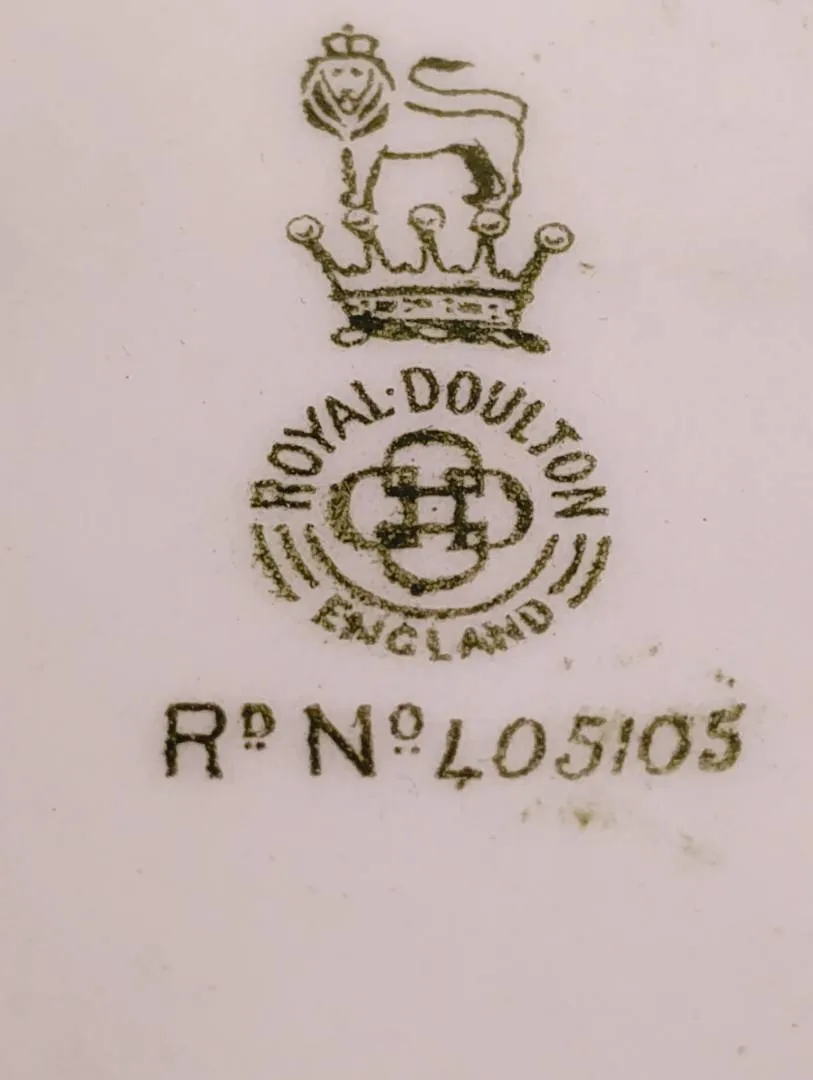 ROYAL·DOULTON
ENGLAND
Rᴰ Nº 405105